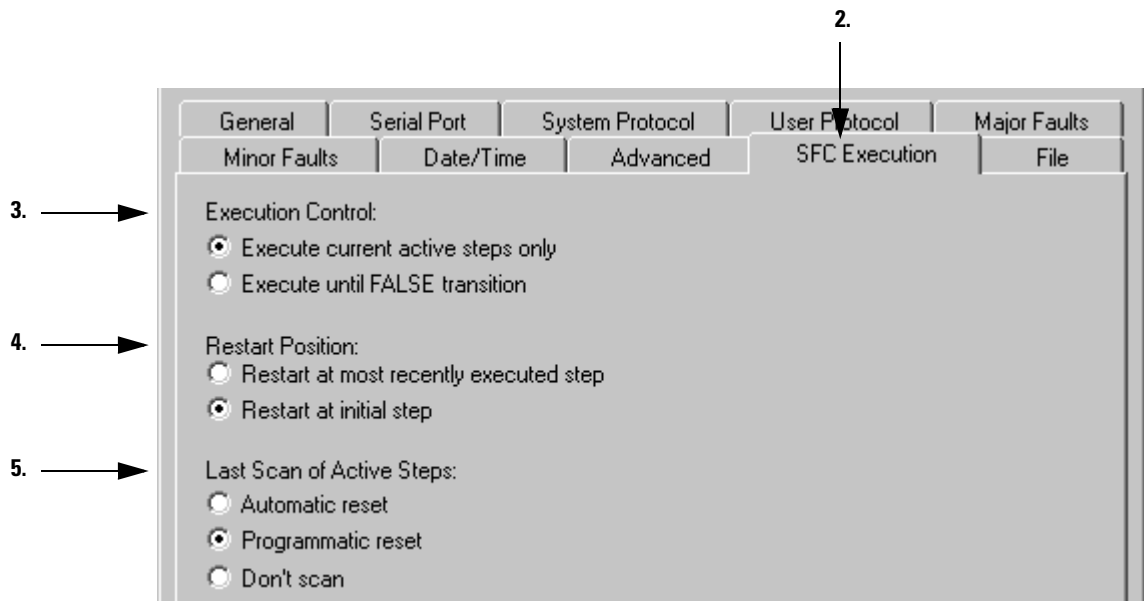 2.
General Serial Port System Protocol User Protocol Major Faults
Minor Faults Date/Time Advanced SFC Execution File
3.
Execution Control:
Execute current active steps only
Execute until FALSE transition
4.
Restart Position:
Restart at most recently executed step
Restart at initial step
5.
Last Scan of Active Steps:
Automatic reset
Programmatic reset
Don't scan